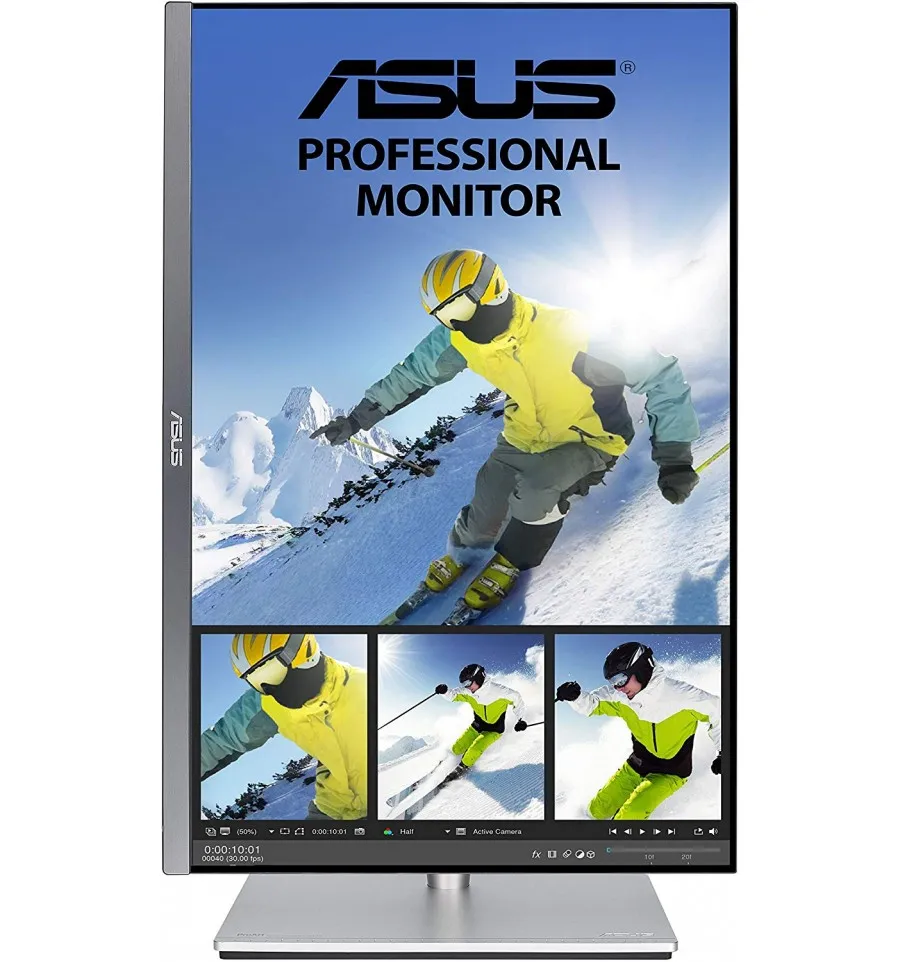 ASUS®
PROFESSIONAL
MONITOR
ASUS
(50%) 0:00:10:01 Half Active Camera
0:00:10:01
00040 (30.00 fps)
fx
10f 20f